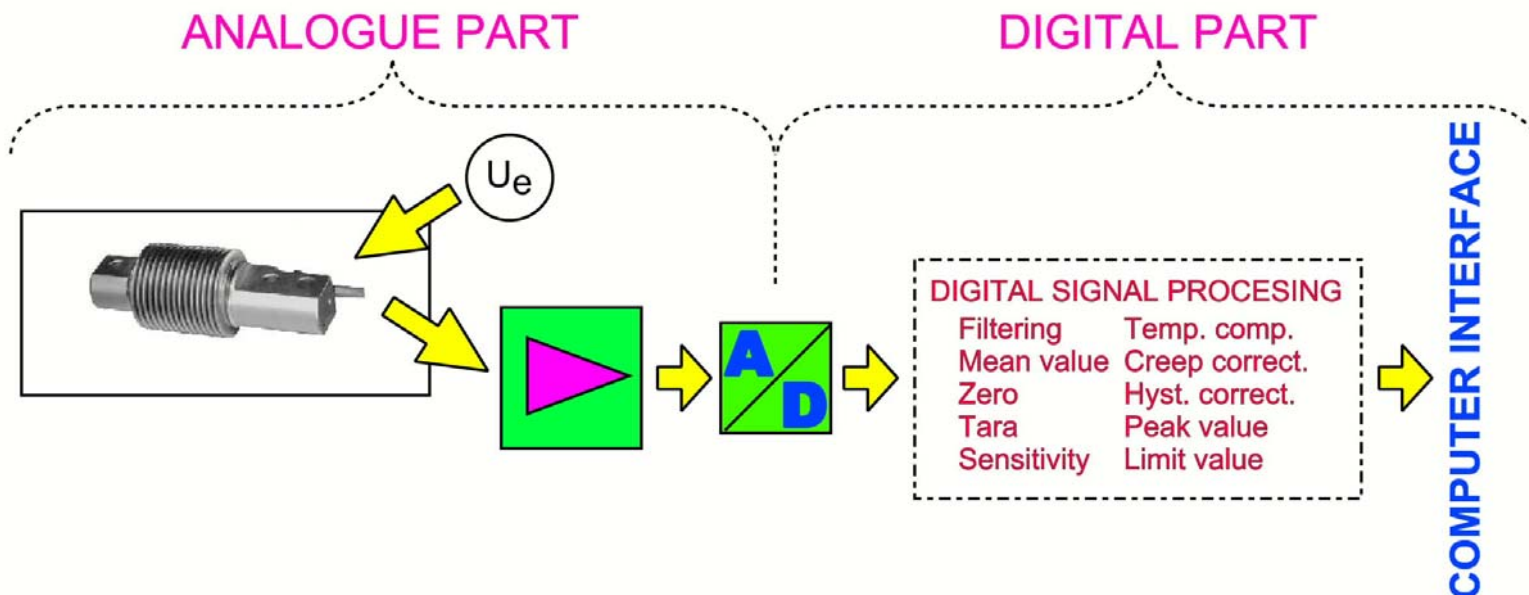 ANALOGUE PART
DIGITAL PART
Ue
A
D
DIGITAL SIGNAL PROCESING
Filtering Temp. comp.
Mean value Creep correct.
Zero Hyst. correct.
Tara Peak value
Sensitivity Limit value
COMPUTER INTERFACE